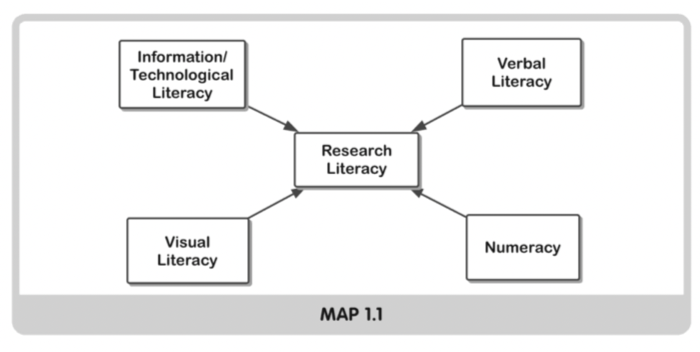 Information/
Technological
Literacy
Verbal
Literacy
Research
Literacy
Visual
Literacy
Numeracy
MAP 1.1